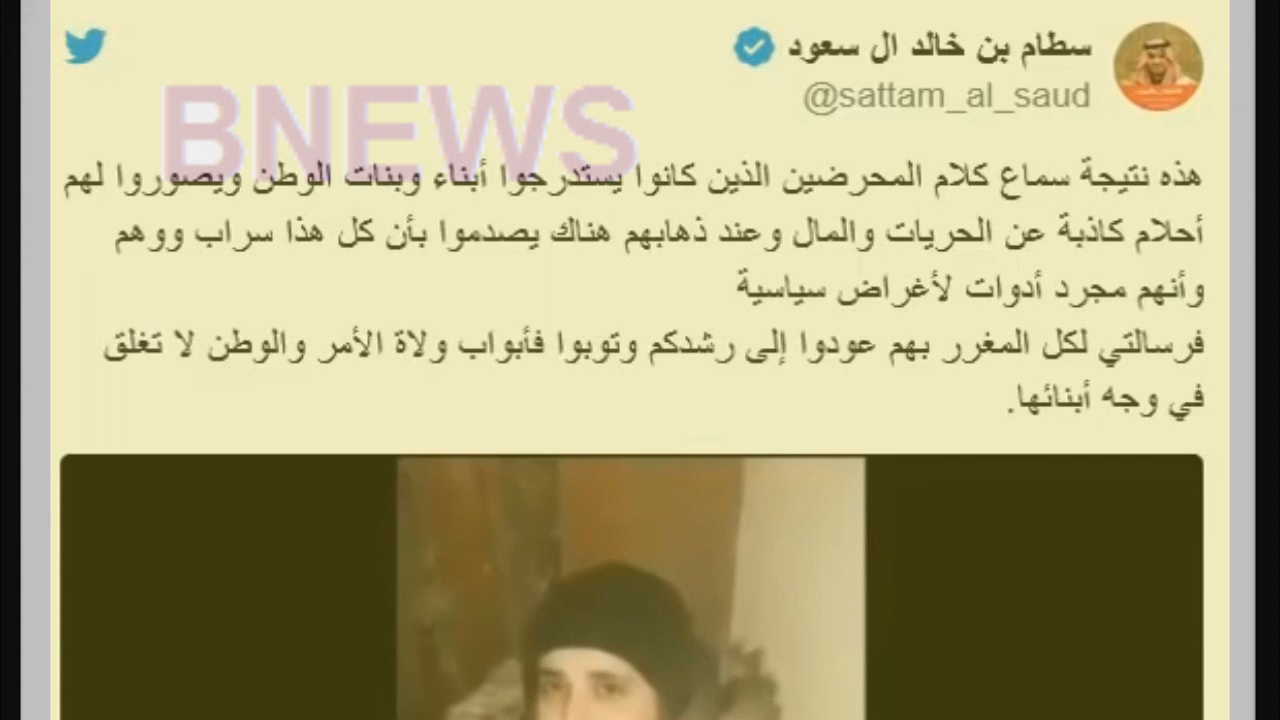 سطام بن خالد ال سعود
@sattam_al_saud
BNEWS
هذه نتيجة سماع كلام المحرضين الذين كانوا يستدرجوا أبناء وبنات الوطن ويصوروا لهم
أحلام كاذبة عن الحريات والمال وعند ذهابهم هناك يصدموا بأن كل هذا سراب ووهم
وأنهم مجرد أدوات لأغراض سياسية
فرسالتي لكل المغرر بهم عودوا إلى رشدكم وتوبوا فأبواب ولاة الأمر والوطن لا تغلق
في وجه أبنائها.